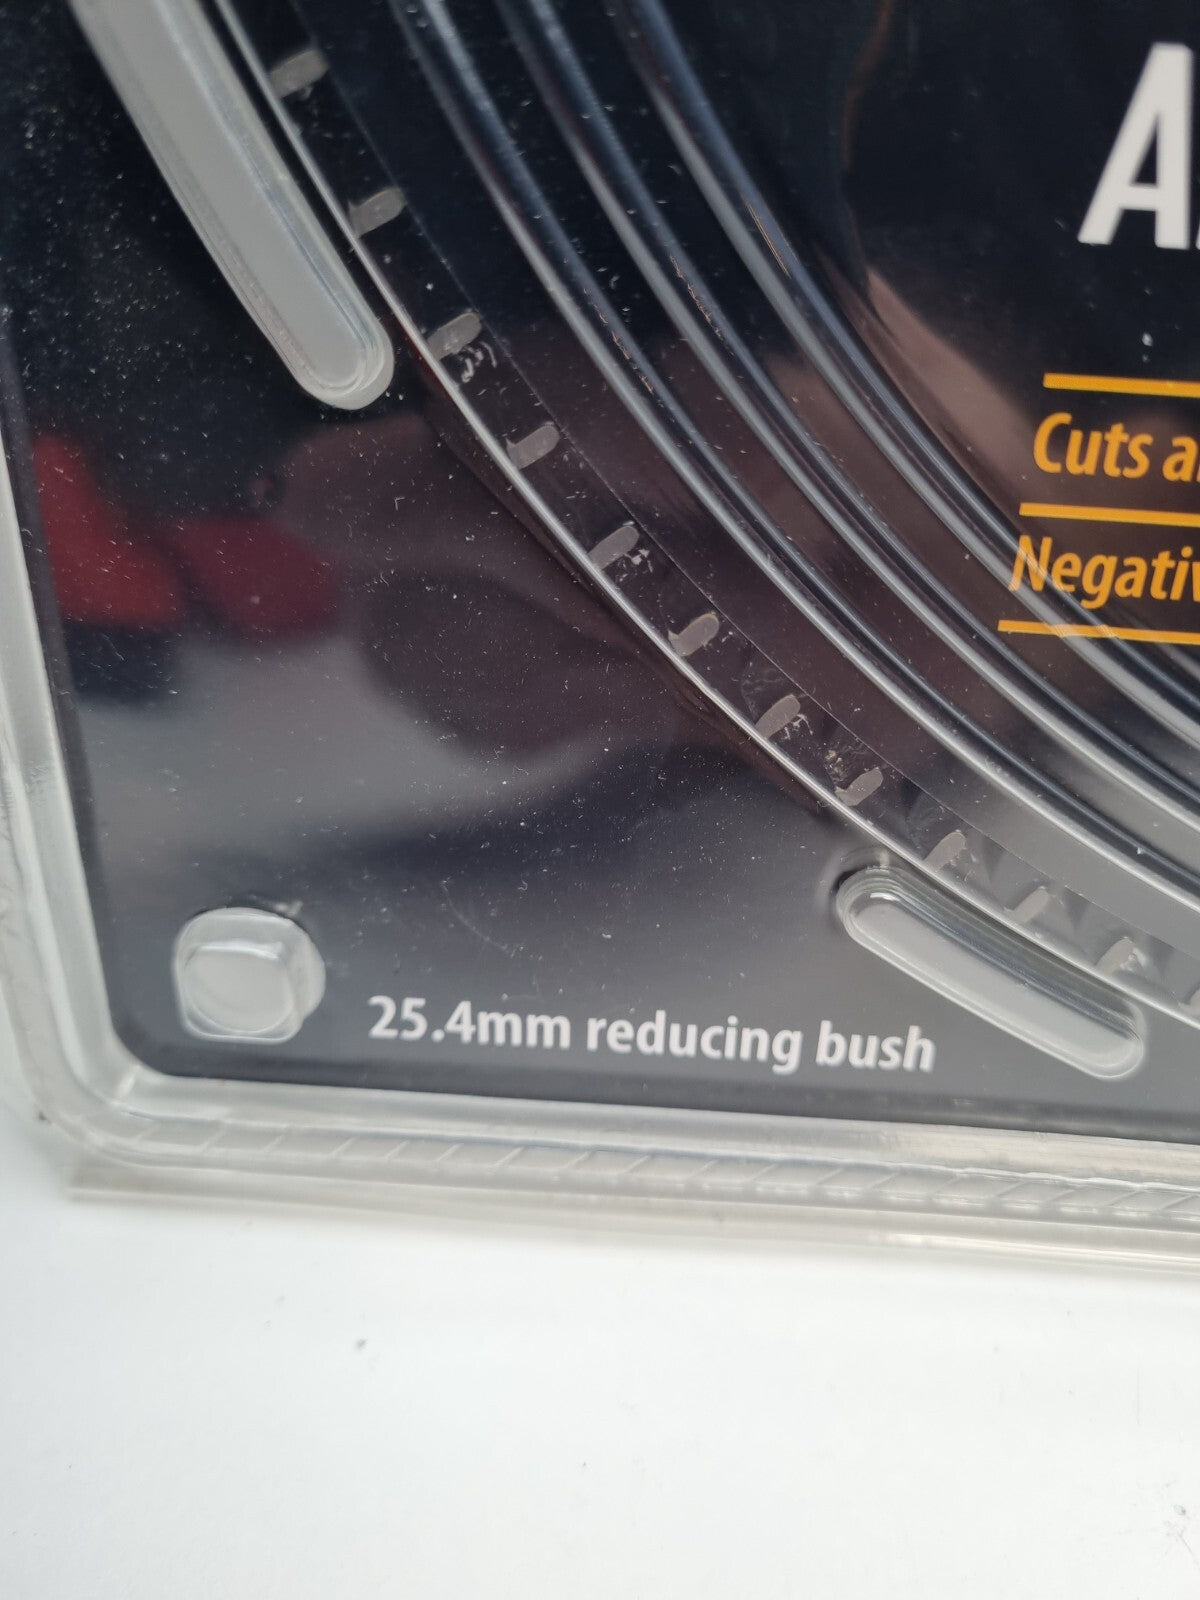 A
Cuts a
Negativ
25.4mm reducing bush